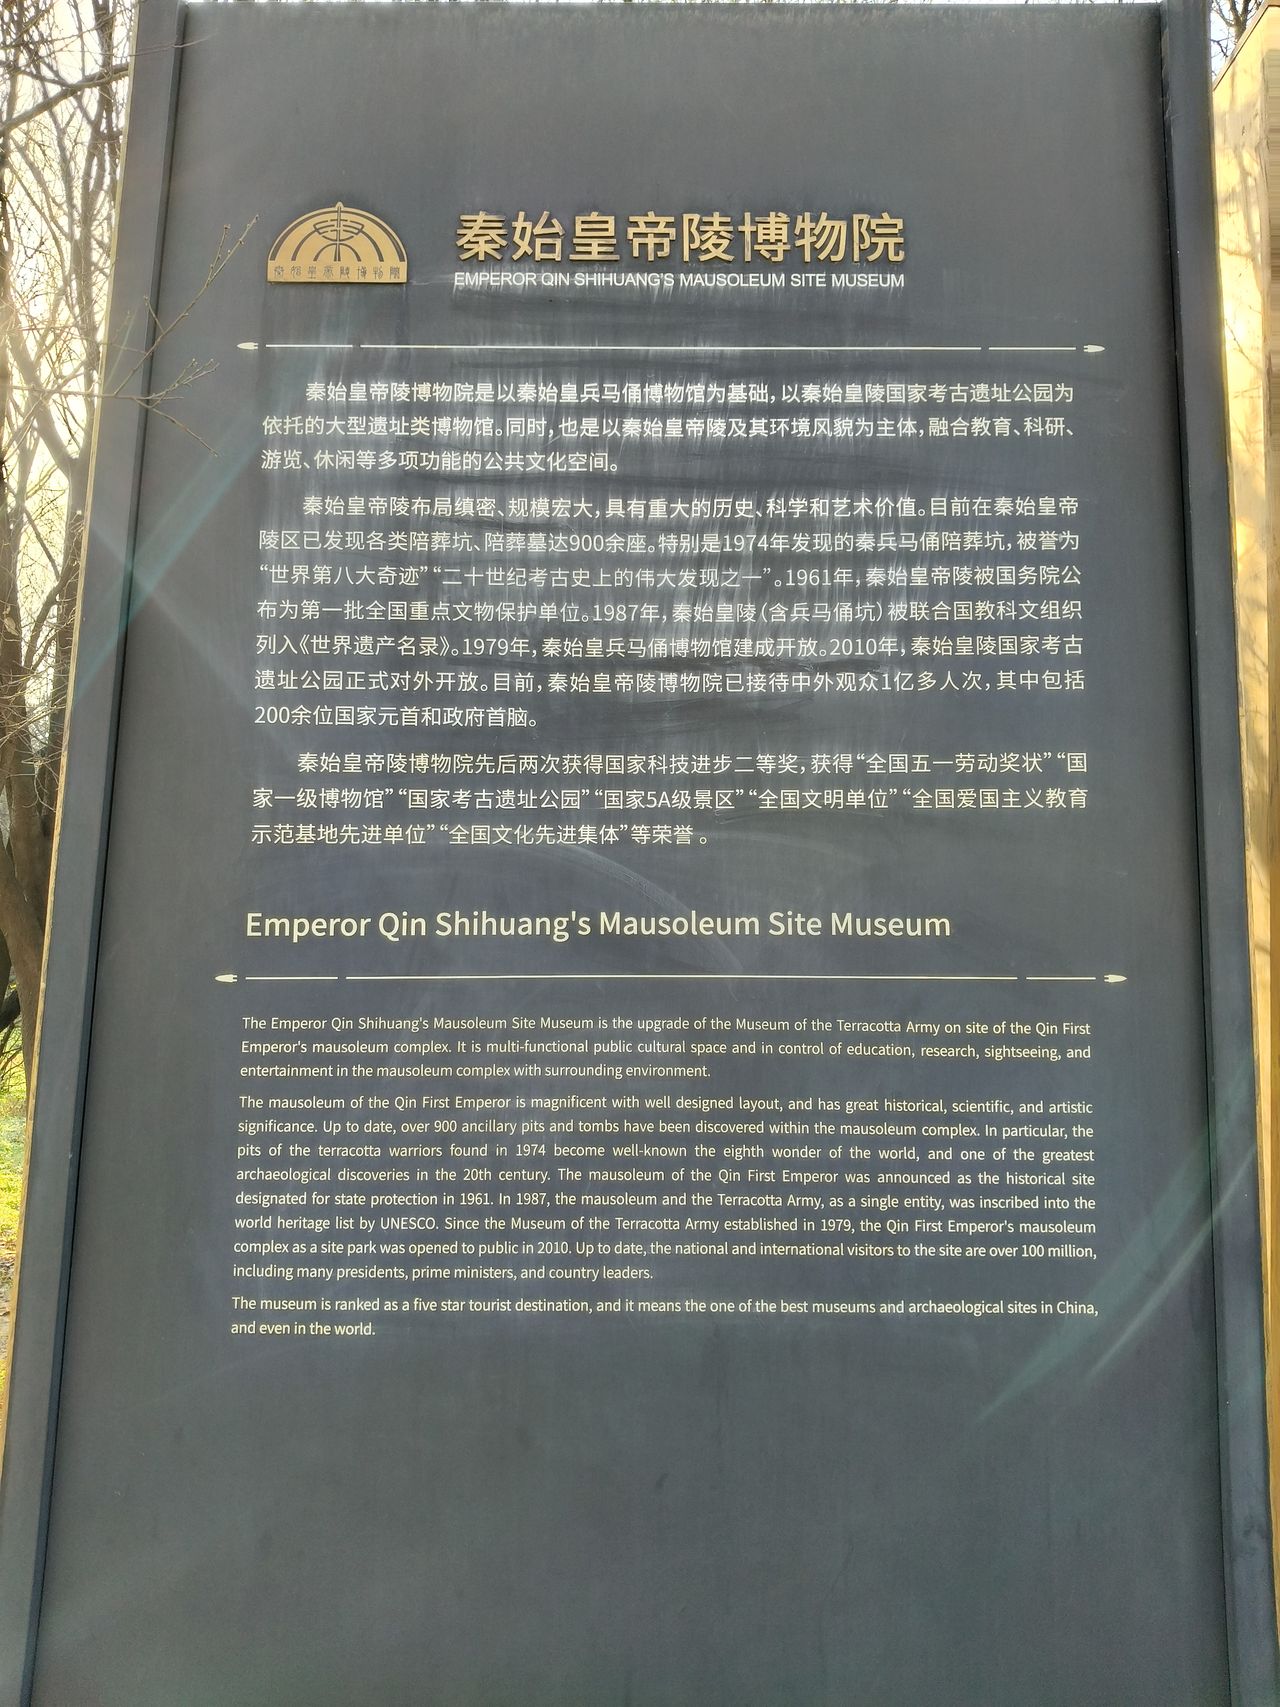 秦始皇帝陵博物院
秦始皇帝陵博物院
EMPEROR QIN SHIHUANG'S MAUSOLEUM SITE MUSEUM
秦始皇帝陵博物院是以秦始皇兵马俑博物馆为基础，以秦始皇陵国家考古遗址公园为
依托的大型遗址类博物馆。同时，也是以秦始皇帝陵及其环境风貌为主体，融合教育、科研、
游览、休闲等多项功能的公共文化空间。
秦始皇帝陵布局缜密、规模宏大，具有重大的历史、科学和艺术价值。目前在秦始皇帝
陵区已发现各类陪葬坑、陪葬墓达900余座。特别是1974年发现的秦兵马俑陪葬坑，被誉为
“世界第八大奇迹”“二十世纪考古史上的伟大发现之一”。1961年，秦始皇帝陵被国务院公
布为第一批全国重点文物保护单位。1987年，秦始皇陵（含兵马俑坑）被联合国教科文组织
列入《世界遗产名录》。1979年，秦始皇兵马俑博物馆建成开放。2010年，秦始皇陵国家考古
遗址公园正式对外开放。目前，秦始皇帝陵博物院已接待中外观众1亿多人次，其中包括
200余位国家元首和政府首脑。
秦始皇帝陵博物院先后两次获得国家科技进步二等奖，获得“全国五一劳动奖状”“国
家一级博物馆”“国家考古遗址公园”“国家5A级景区”“全国文明单位”“全国爱国主义教育
示范基地先进单位”“全国文化先进集体”等荣誉。
Emperor Qin Shihuang's Mausoleum Site Museum
The Emperor Qin Shihuang's Mausoleum Site Museum is the upgrade of the Museum of the Terracotta Army on site of the Qin First
Emperor's mausoleum complex. It is multi-functional public cultural space and in control of education, research, sightseeing, and
entertainment in the mausoleum complex with surrounding environment.
The mausoleum of the Qin First Emperor is magnificent with well designed layout, and has great historical, scientific, and artistic
significance. Up to date, over 900 ancillary pits and tombs have been discovered within the mausoleum complex. In particular, the
pits of the terracotta warriors found in 1974 become well-known the eighth wonder of the world, and one of the greatest
archaeological discoveries in the 20th century. The mausoleum of the Qin First Emperor was announced as the historical site
designated for state protection in 1961. In 1987, the mausoleum and the Terracotta Army, as a single entity, was inscribed into the
world heritage list by UNESCO. Since the Museum of the Terracotta Army established in 1979, the Qin First Emperor's mausoleum
complex as a site park was opened to public in 2010. Up to date, the national and international visitors to the site are over 100 million,
including many presidents, prime ministers, and country leaders.
The museum is ranked as a five star tourist destination, and it means the one of the best museums and archaeological sites in China,
and even in the world.